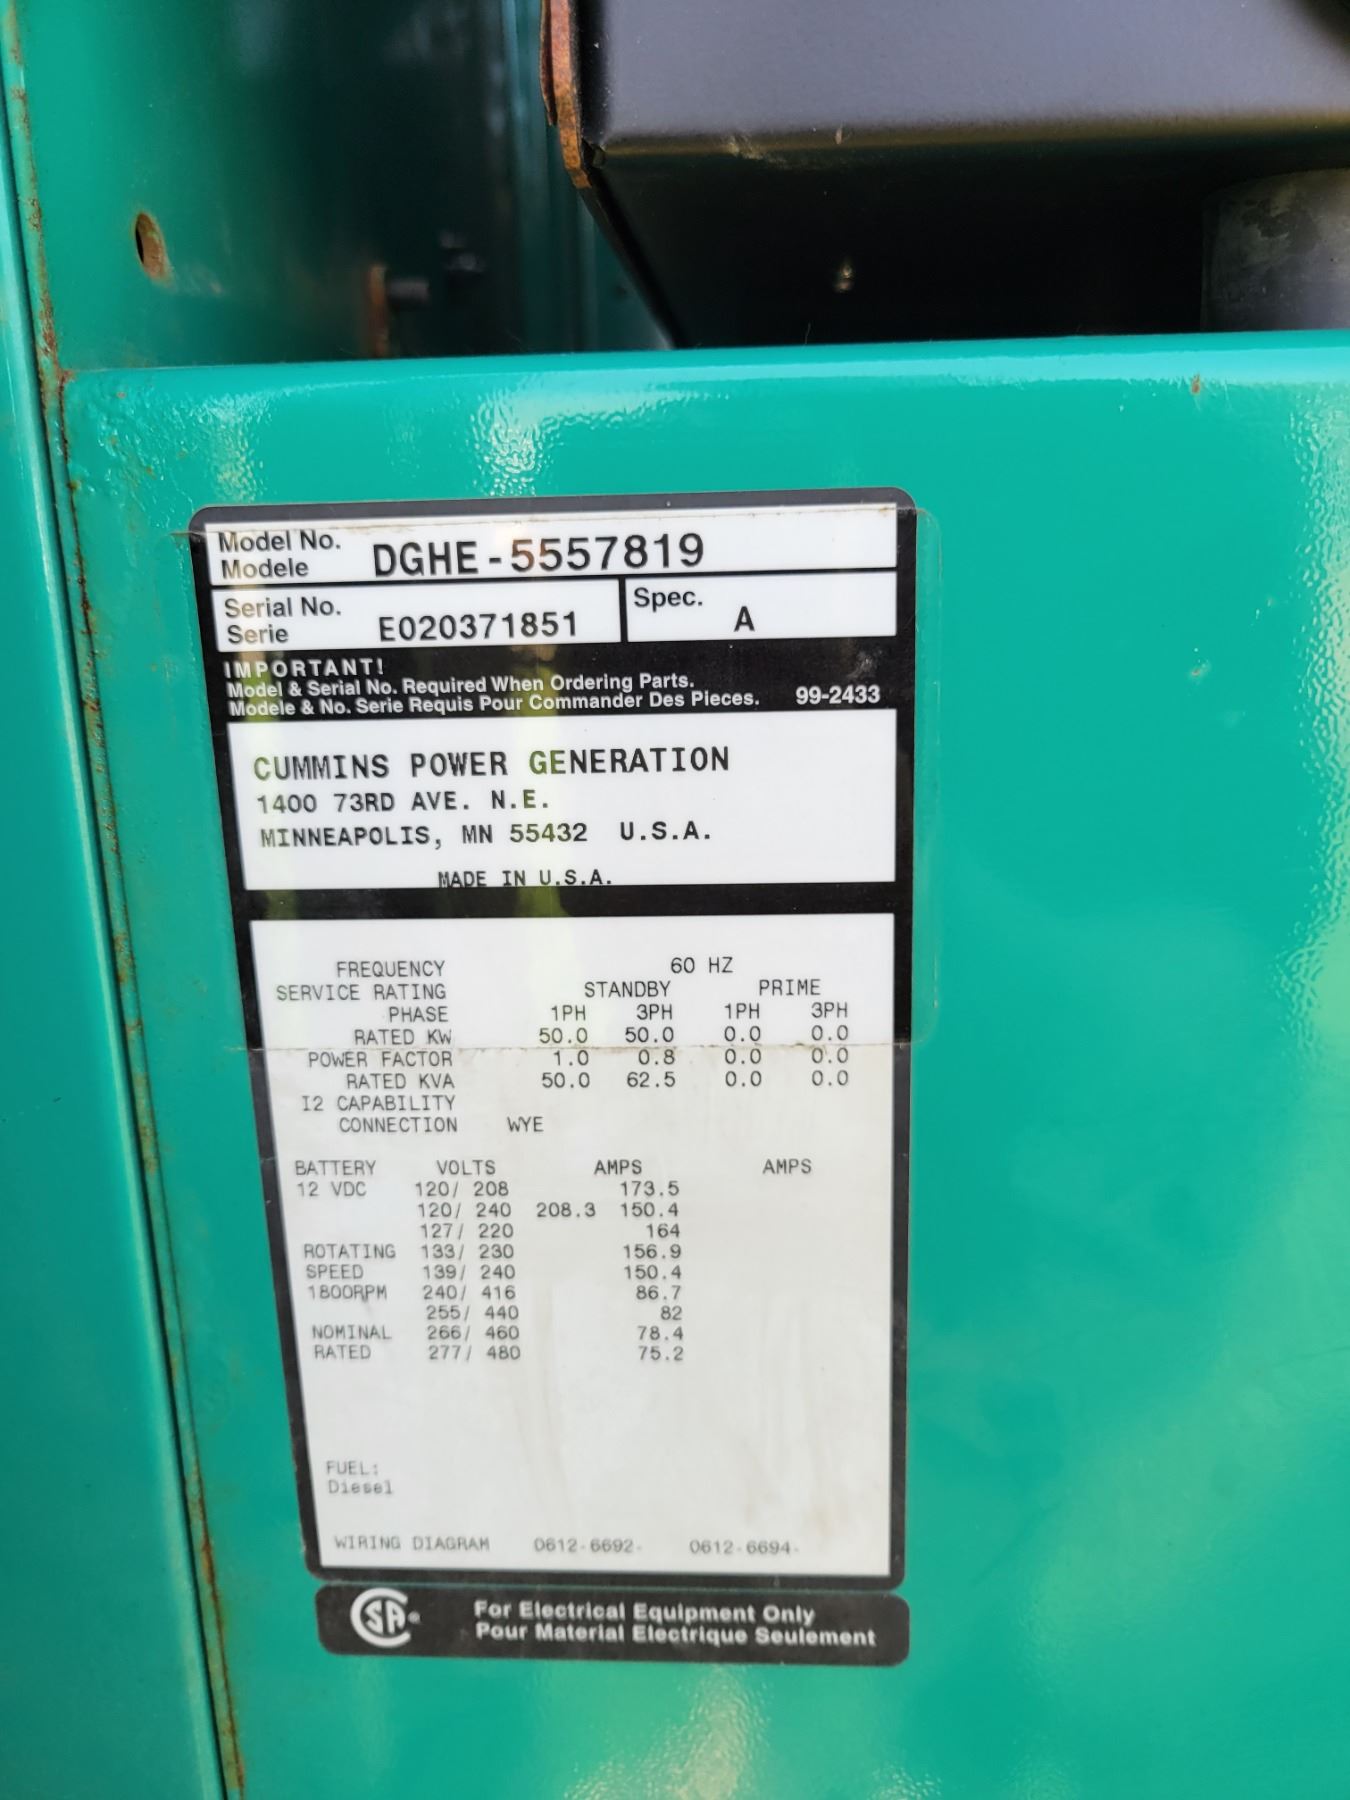 Model No. DGHE-5557819
Modele
Serial No. E020371851 Spec. A
Serie
IMPORTANT!
Model & Serial No. Required When Ordering Parts.
Modele & No. Serie Requis Pour Commander Des Pieces. 99-2433
CUMMINS POWER GENERATION
1400 73RD AVE. N.E.
MINNEAPOLIS, MN 55432 U.S.A.
MADE IN U.S.A.
FREQUENCY 60 HZ
SERVICE RATING STANDBY PRIME
PHASE 1PH 3PH 1PH 3PH
RATED KW 50.0 50.0 0.0 0.0
POWER FACTOR 1.0 0.8 0.0 0.0
RATED KVA 50.0 62.5 0.0 0.0
I2 CAPABILITY
CONNECTION WYE
BATTERY VOLTS AMPS AMPS
12 VDC 120/ 208 173.5
120/ 240 208.3 150.4
127/ 220 164
ROTATING 133/ 230 156.9
SPEED 139/ 240 150.4
1800RPM 240/ 416 86.7
255/ 440 82
NOMINAL 266/ 460 78.4
RATED 277/ 480 75.2
FUEL:
Diesel
WIRING DIAGRAM 0612-6692- 0612-6694-
CSA®
For Electrical Equipment Only
Pour Material Electrique Seulement